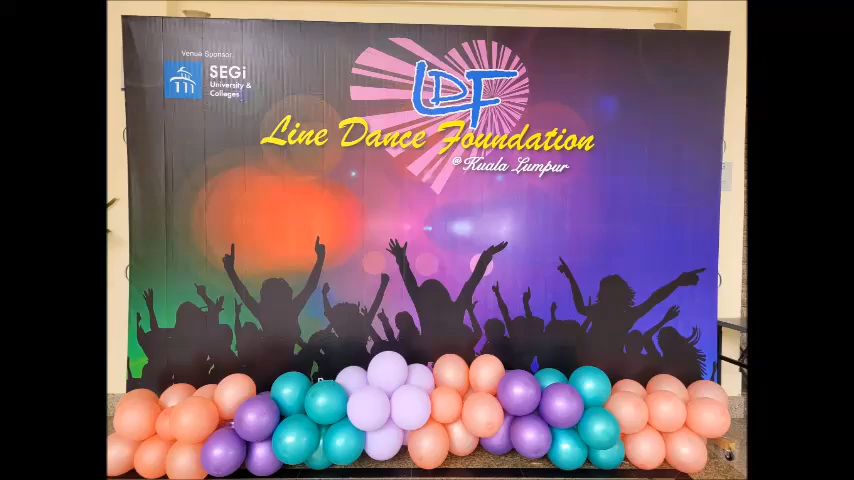 Venue Sponsor:
SEGi
University &
Colleges
LDF
Line Dance Foundation
@ Kuala Lumpur